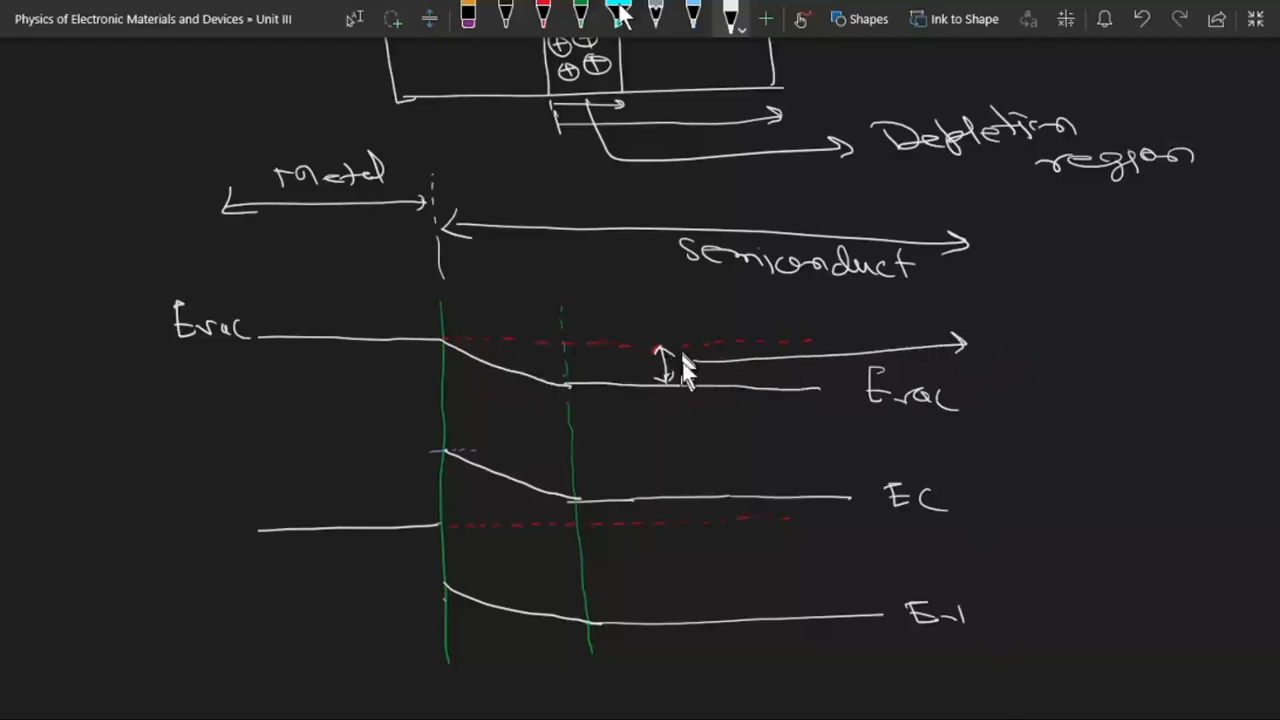 Physics of Electronic Materials and Devices » Unit III
Shapes
Ink to Shape
Depletion
region
Metal
semiconduct
Evac
Evac
EC
Ev